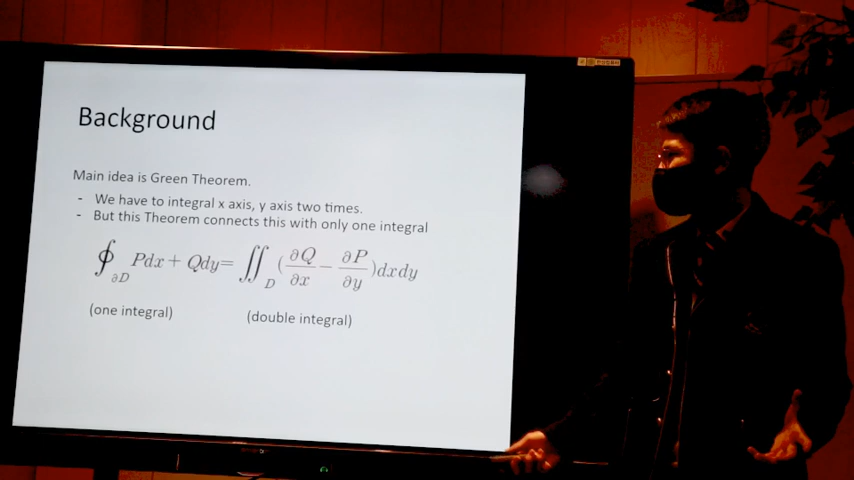 Background
Main idea is Green Theorem.
- We have to integral x axis, y axis two times.
- But this Theorem connects this with only one integral
∮∂D Pdx + Qdy = ∬D (∂Q/∂x − ∂P/∂y)dxdy
(one integral) (double integral)